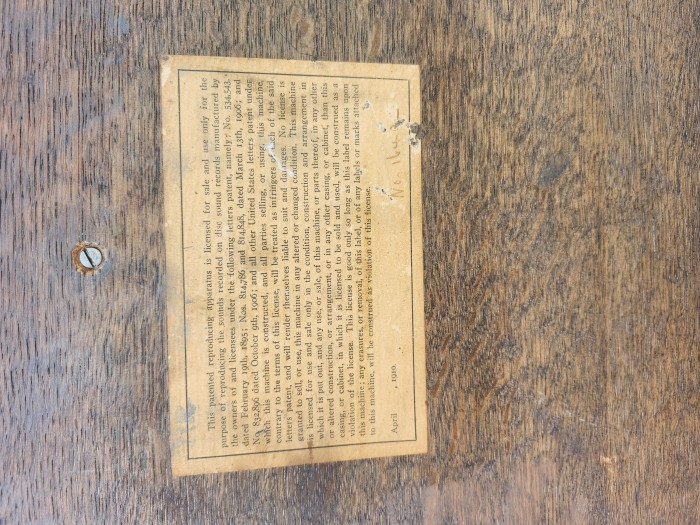 This patented reproducing apparatus is licensed for sale and use only for the
purpose of reproducing the sounds recorded on disc sound records manufactured by
the owners of and licensees under the following letters patent, namely: No. 534,543,
dated February 19th, 1895; Nos. 814,786 and 814,848, dated March 13th, 1906; and
No. 832,896 dated October 9th, 1906; and all other United States letters patent under
which this machine is constructed, and all parties selling, or using, this machine,
contrary to the terms of this license, will be treated as infringers of each of the said
letters patent, and will render themselves liable to suit and damages. No license is
granted to sell, or use, this machine in any altered or changed condition. This machine
is licensed for use and sale only in the condition, construction and arrangement in
which it is put out, and any use, or sale, of this machine, or parts thereof, in any other
or altered construction, or arrangement, or in any other casing, or cabinet, than this
casing, or cabinet, in which it is licensed to be sold and used, will be construed as a
violation of the license. This license is good only so long as this label remains upon
this machine; any erasures, or removal, of this label, or of any labels or marks attached
to this machine, will be construed as violation of this license.
April , 1910.